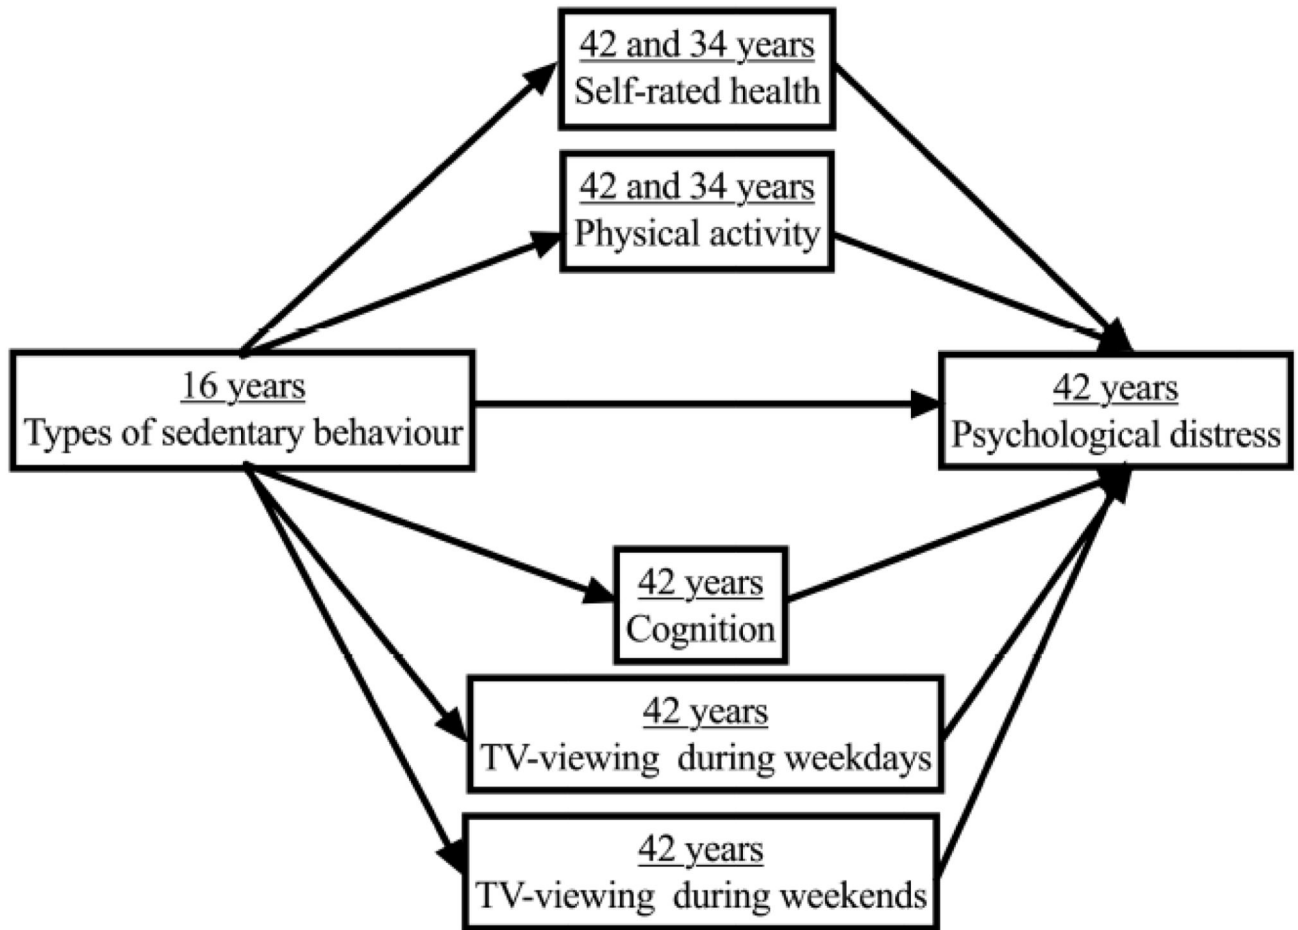 42 and 34 years
Self-rated health
42 and 34 years
Physical activity
16 years
Types of sedentary behaviour
42 years
Psychological distress
42 years
Cognition
42 years
TV-viewing  during weekdays
42 years
TV-viewing  during weekends